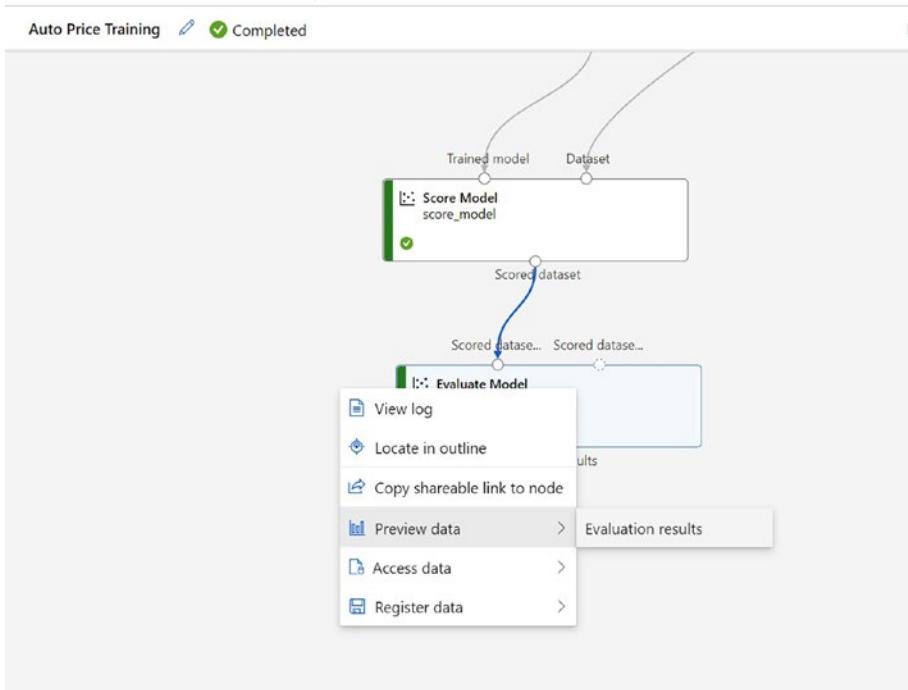 Auto Price Training Completed
Trained model Dataset
Score Model
score_model
Scored dataset
Scored datase... Scored datase...
Evaluate Model
View log
Locate in outline
ults
Copy shareable link to node
Preview data Evaluation results
Access data
Register data